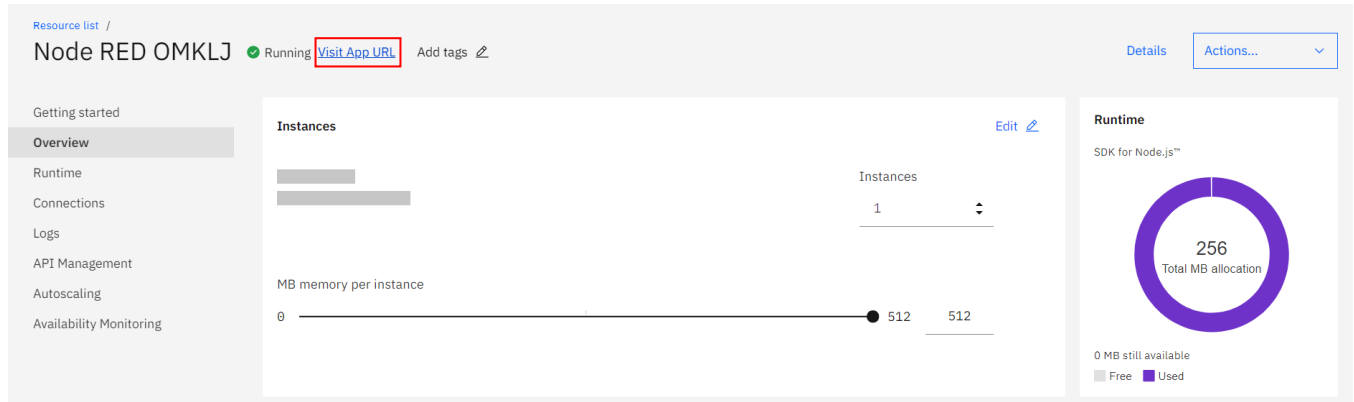 Resource list /
Node RED OMKLJ Running Visit App URL Add tags
Details
Actions...
Getting started
Overview
Runtime
Connections
Logs
API Management
Autoscaling
Availability Monitoring
Instances
Edit
Instances
1
MB memory per instance
0 512 512
Runtime
SDK for Node.js™
256
Total MB allocation
0 MB still available
Free Used